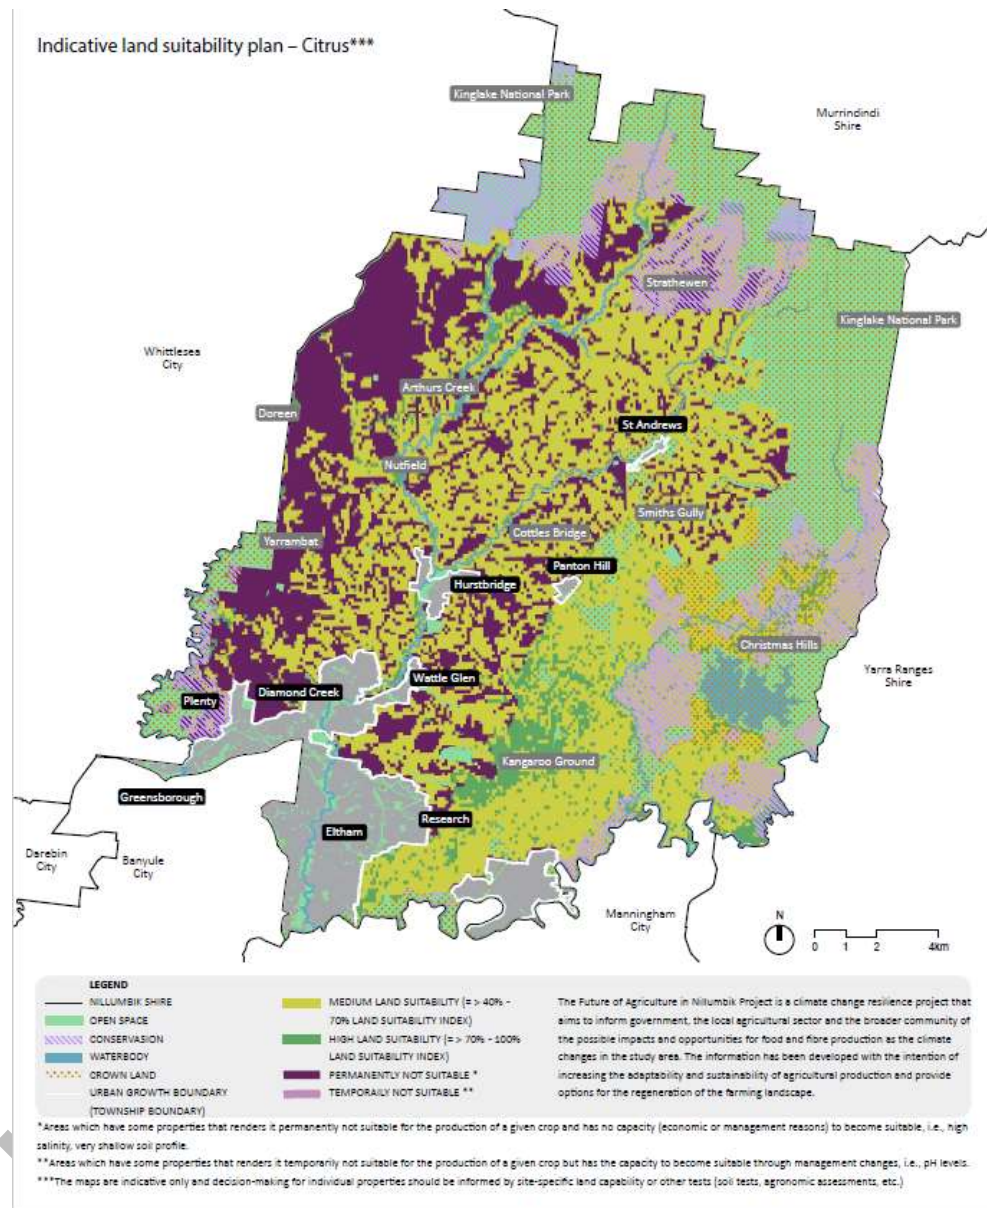 Indicative land suitability plan – Citrus***
Kinglake National Park
Murrindindi
Shire
Strathewen
Kinglake National Park
Whittlesea
City
Arthurs Creek
Doreen
St Andrews
Nutfield
Smiths Gully
Cottles Bridge
Yarrambat
Panton Hill
Hurstbridge
Christmas Hills
Yarra Ranges
Shire
Wattle Glen
Diamond Creek
Plenty
Kangaroo Ground
Greensborough
Research
Eltham
Darebin
City
Banyule
City
Manningham
City
N
0 1 2 4km
LEGEND
NILLUMBIK SHIRE
OPEN SPACE
CONSERVASION
WATERBODY
CROWN LAND
URBAN GROWTH BOUNDARY
(TOWNSHIP BOUNDARY)
MEDIUM LAND SUITABILITY (= > 40% -
70% LAND SUITABILITY INDEX)
HIGH LAND SUITABILITY (= > 70% - 100%
LAND SUITABILITY INDEX)
PERMANENTLY NOT SUITABLE *
TEMPORAILY NOT SUITABLE **
The Future of Agriculture in Nillumbik Project is a climate change resilience project that
aims to inform government, the local agricultural sector and the broader community of
the possible impacts and opportunities for food and fibre production as the climate
changes in the study area. The information has been developed with the intention of
increasing the adaptability and sustainability of agricultural production and provide
options for the regeneration of the farming landscape.
*Areas which have some properties that renders it permanently not suitable for the production of a given crop and has no capacity (economic or management reasons) to become suitable, i.e., high
salinity, very shallow soil profile.
**Areas which have some properties that renders it temporarily not suitable for the production of a given crop but has the capacity to become suitable through management changes, i.e., pH levels.
***The maps are indicative only and decision-making for individual properties should be informed by site-specific land capability or other tests (soil tests, agronomic assessments, etc.)